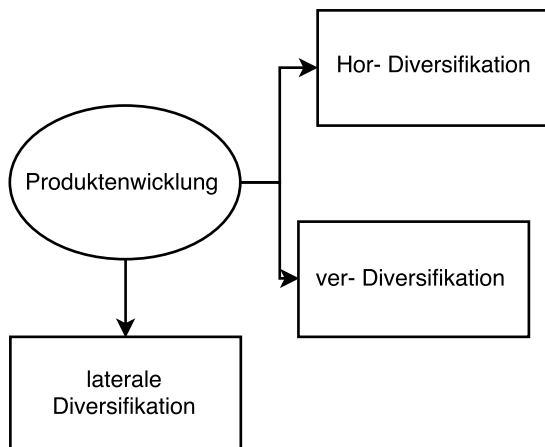 Hor- Diversifikation
Produktenwicklung
ver- Diversifikation
laterale
Diversifikation